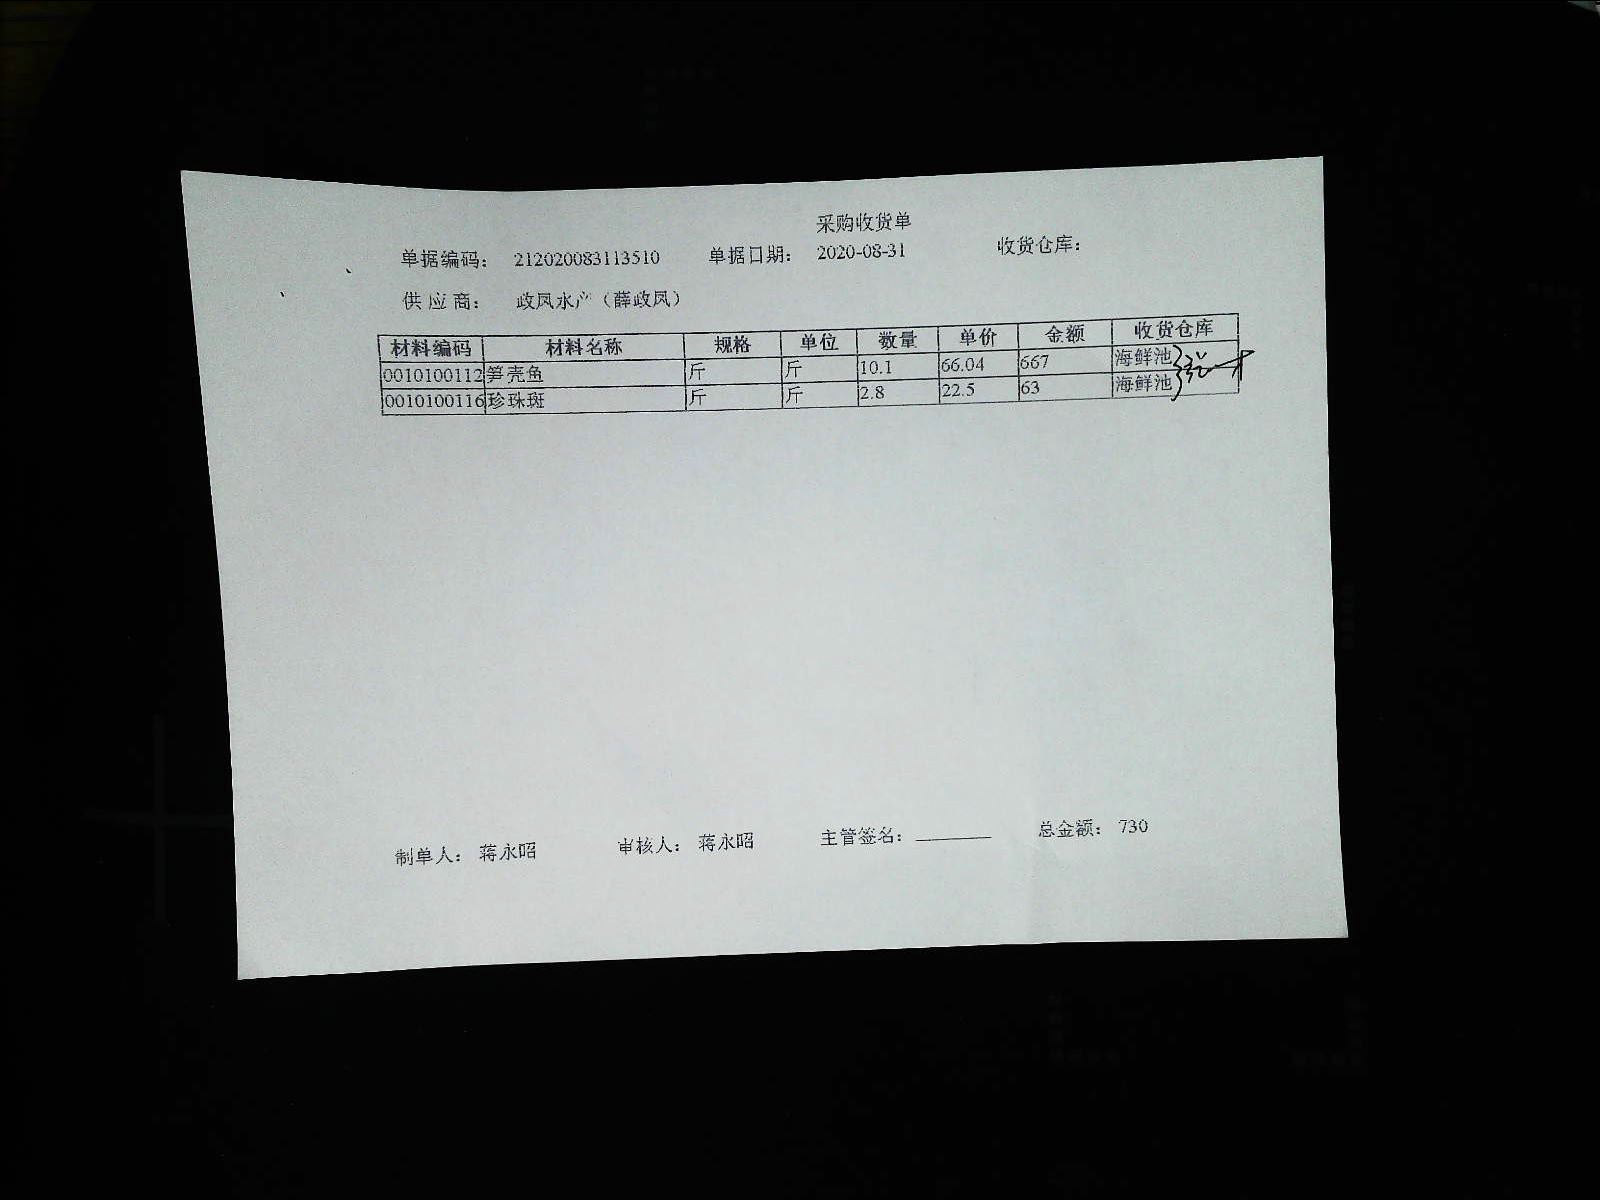 采购收货单
单据编码： 212020083113510 单据日期： 2020-08-31 收货仓库：
供 应 商： 政凤水产（薛政凤）
材料编码 材料名称 规格 单位 数量 单价 金额 收货仓库
0010100112 笋壳鱼 斤 斤 10.1 66.04 667 海鲜池
0010100116 珍珠斑 斤 斤 2.8 22.5 63 海鲜池
制单人： 蒋永昭 审核人： 蒋永昭 主管签名： 总金额： 730